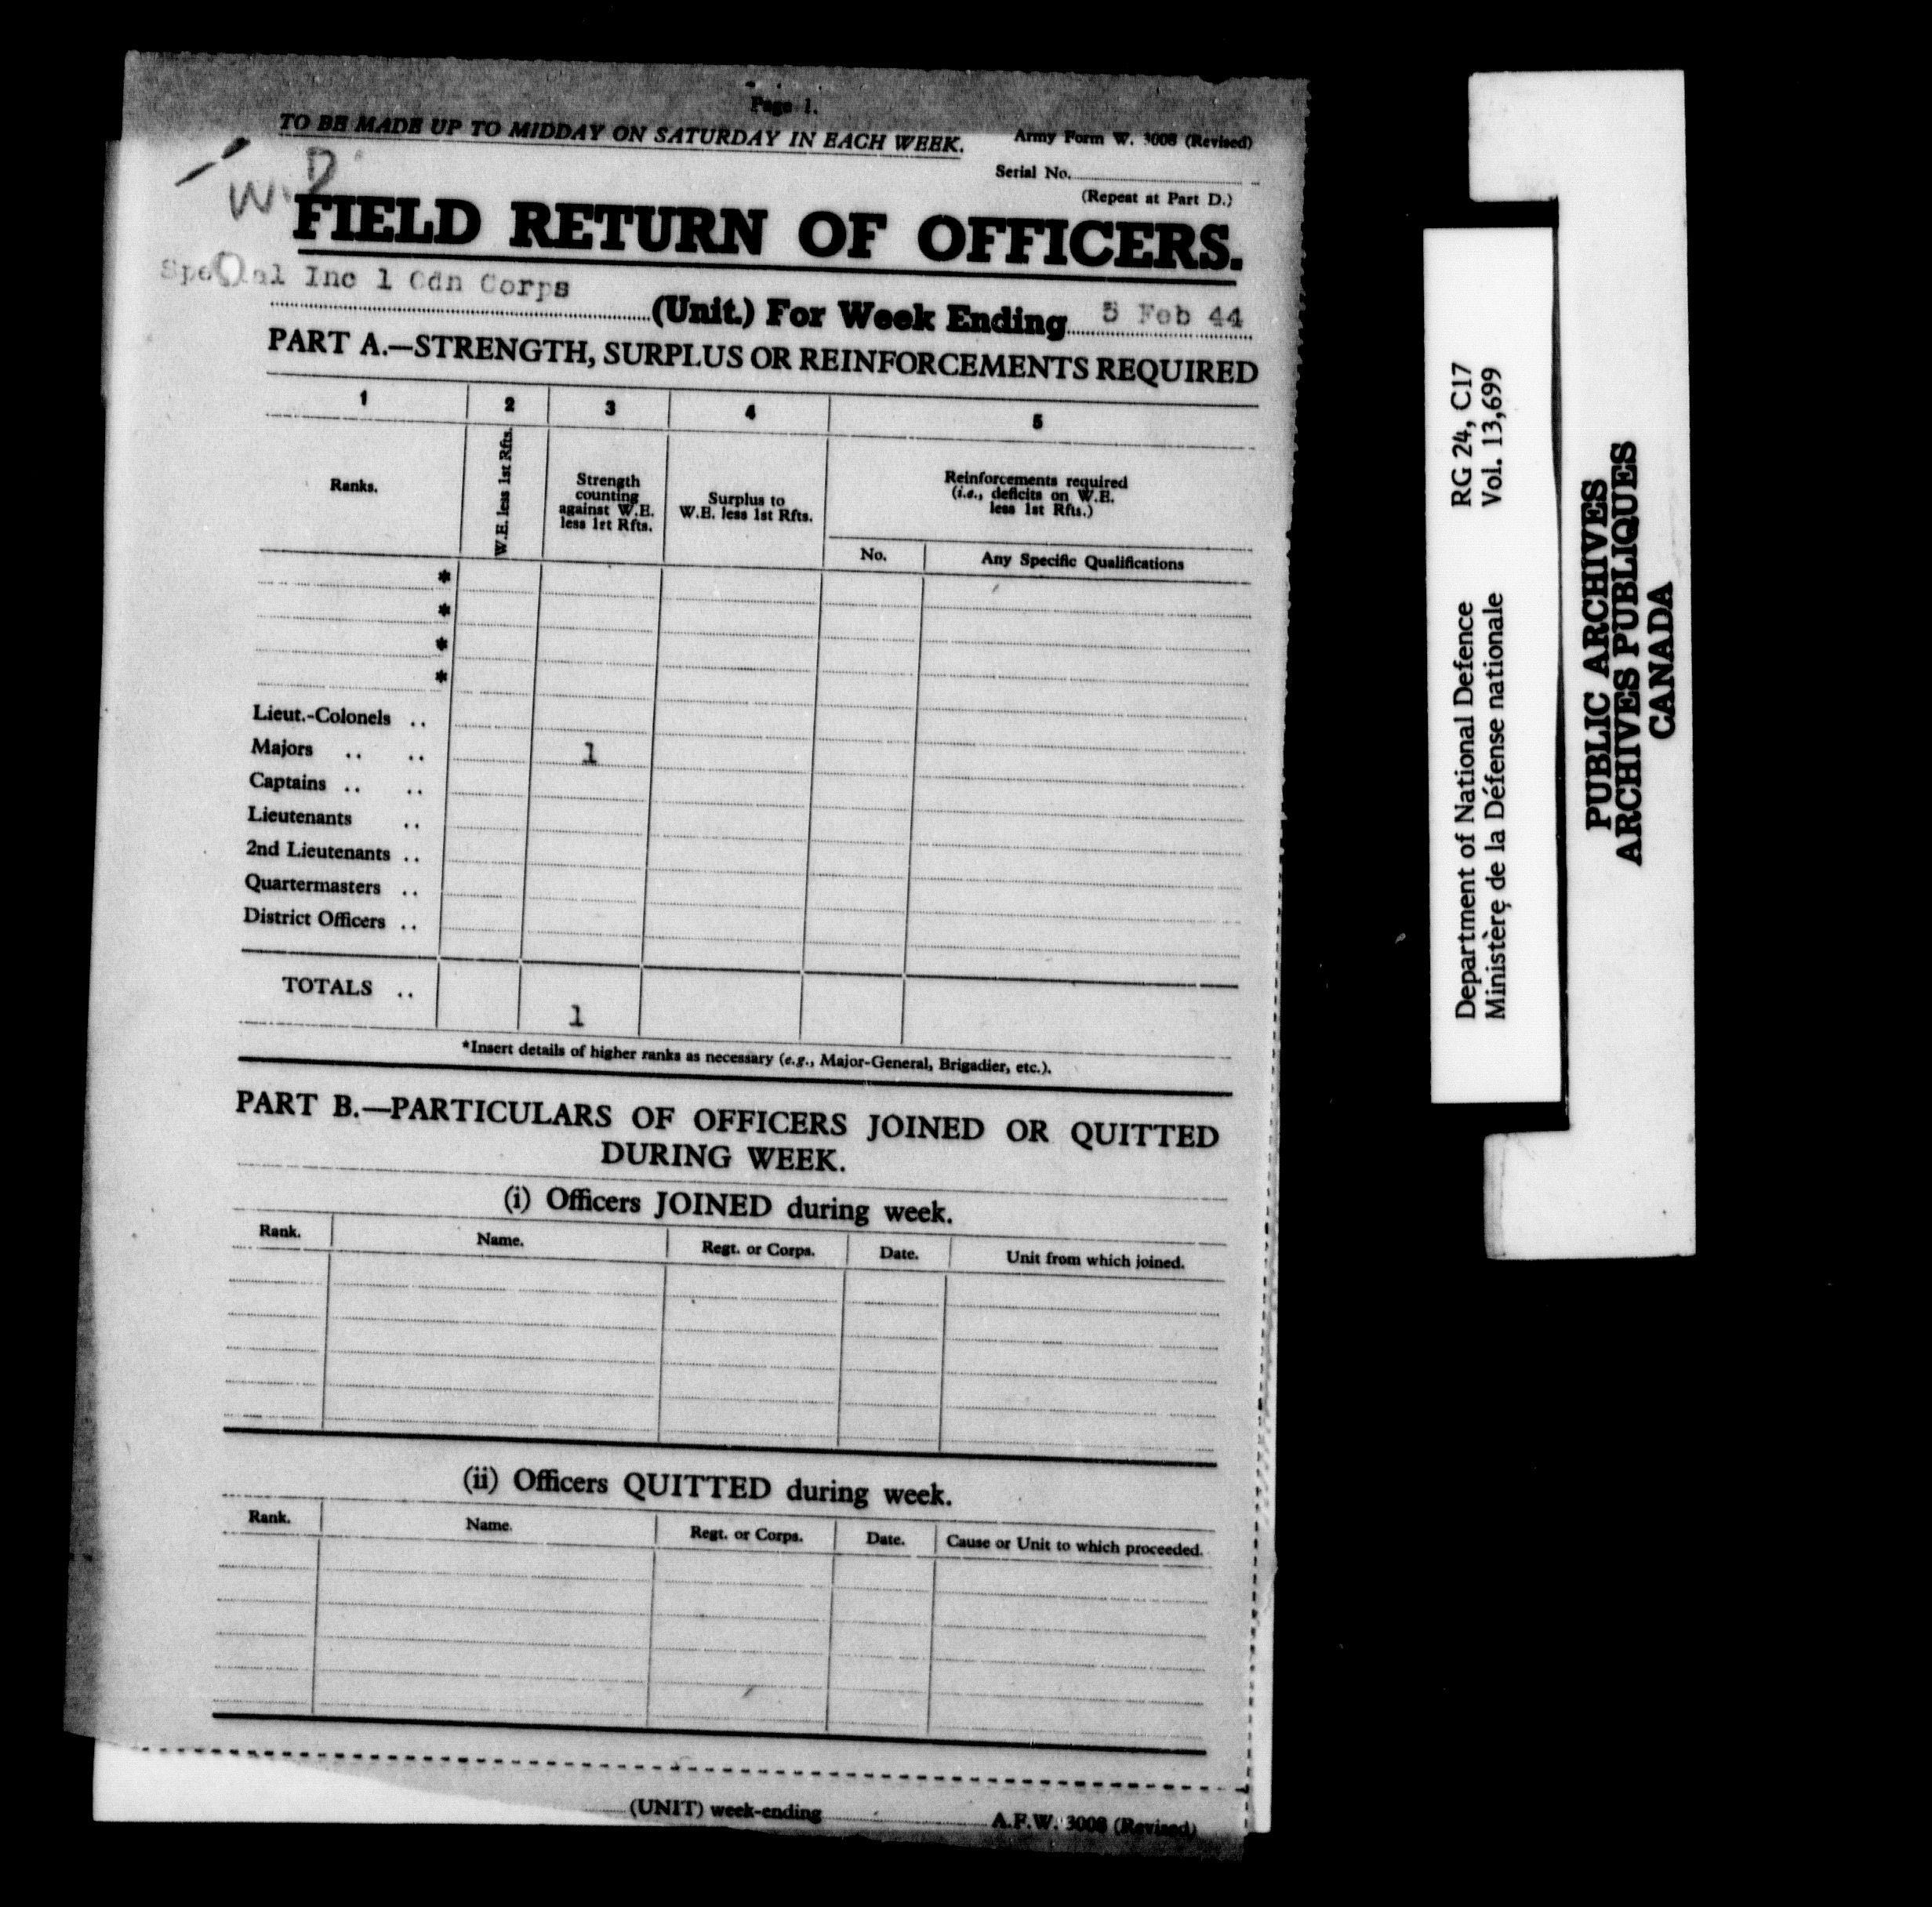 Page 1.
TO BE MADE UP TO MIDDAY ON SATURDAY IN EACH WEEK.
Army Form W. 3008 (Revised)
Serial No.
(Repeat at Part D.)
W.D.
FIELD RETURN OF OFFICERS.
Special Inc 1 Cdn Corps
(Unit.) For Week Ending 5 Feb 44
PART A.—STRENGTH, SURPLUS OR REINFORCEMENTS REQUIRED
1 2 3 4 5
Ranks.
W.E. less 1st Rfts.
Strength
counting
against W.E.
less 1rt Rfts.
Surplus to
W.E. less 1st Rfts.
Reinforcements required
(i.e., deficits on W.E.
less 1st Rfts.)
No.
Any Specific Qualifications
*
*
*
*
Lieut.-Colonels ..
Majors .. .. 1
Captains .. ..
Lieutenants ..
2nd Lieutenants ..
Quartermasters ..
District Officers ..
TOTALS .. 1
*Insert details of higher ranks as necessary (e.g., Major-General, Brigadier, etc.).
PART B.—PARTICULARS OF OFFICERS JOINED OR QUITTED
DURING WEEK.
(i) Officers JOINED during week.
Rank. Name. Regt. or Corps. Date. Unit from which joined.
(ii) Officers QUITTED during week.
Rank. Name. Regt. or Corps. Date. Cause or Unit to which proceeded.
(UNIT) week-ending A.F.W. 3008 (Revised)
Department of National Defence RG 24, C17
Ministère de la Défense nationale Vol. 13,699
PUBLIC ARCHIVES
ARCHIVES PUBLIQUES
CANADA